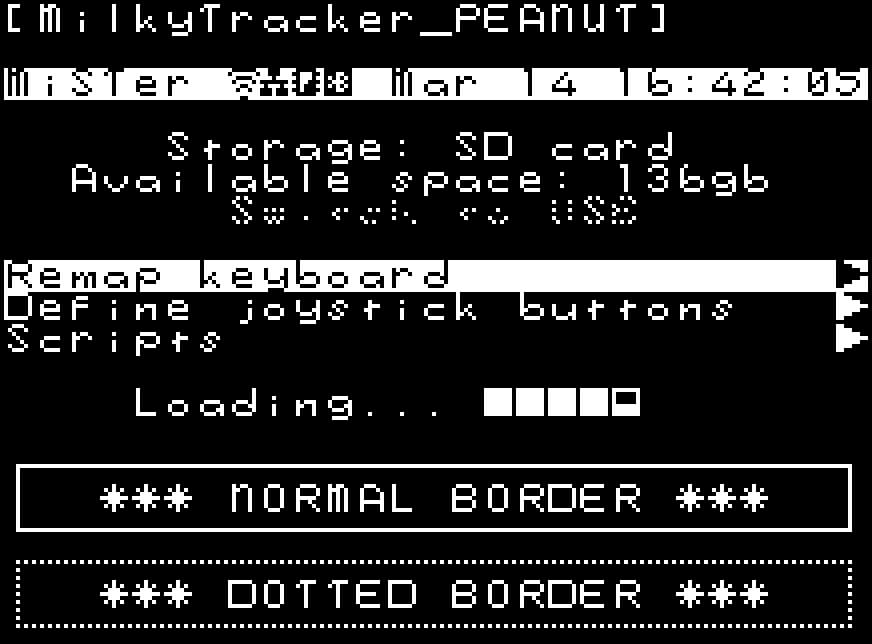 [MilkyTracker_PEANUT]
MiSTer Mar 14 16:42:05
Storage: SD card
Available space: 136gb
Switch to USB
Remap keyboard
Define joystick buttons
Scripts
Loading...
*** NORMAL BORDER ***
*** DOTTED BORDER ***